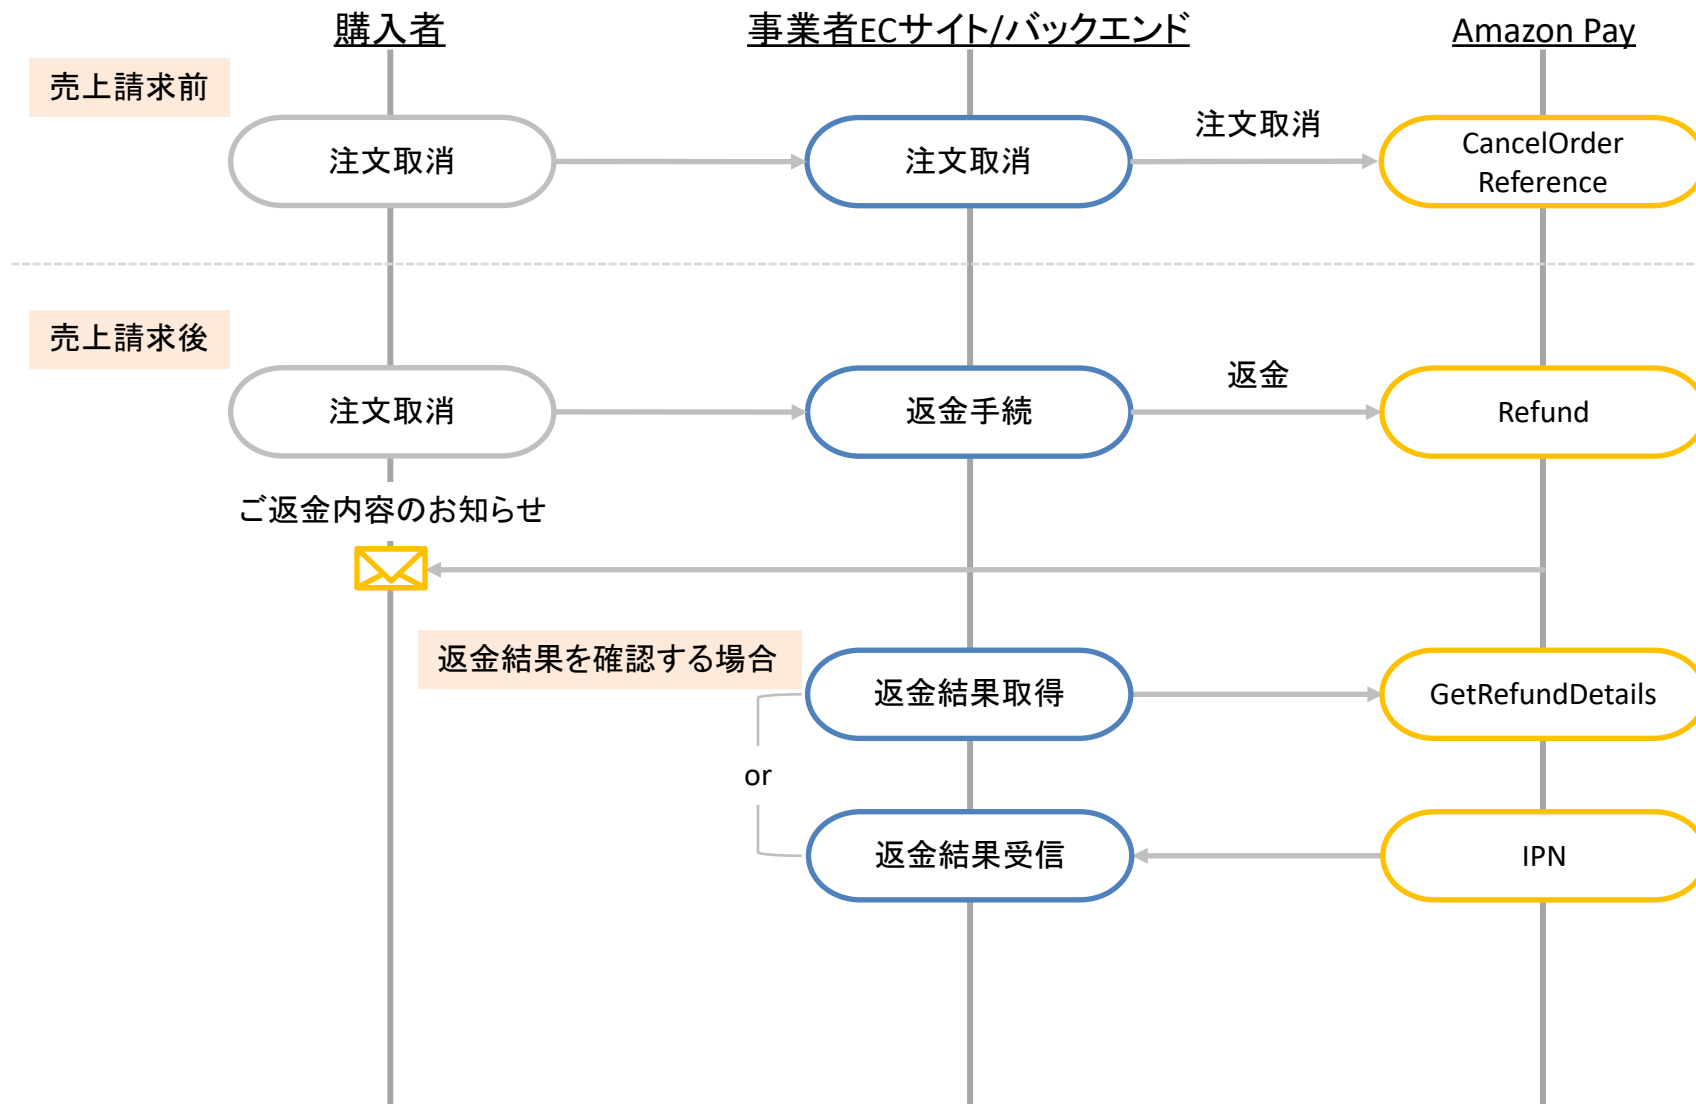 購入者
事業者ECサイト/バックエンド
Amazon Pay
売上請求前
注文取消
注文取消
注文取消
CancelOrder
Reference
売上請求後
注文取消
返金手続
返金
Refund
ご返金内容のお知らせ
返金結果を確認する場合
返金結果取得
GetRefundDetails
or
返金結果受信
IPN